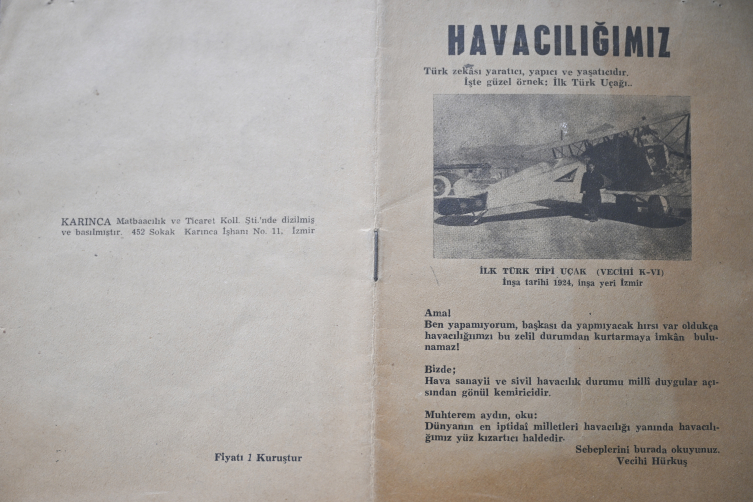 KARINCA Matbaacılık ve Ticaret Koll. Şti.'nde dizilmiş
ve basılmıştır. 452 Sokak Karınca İşhanı No. 11, İzmir
Fiyatı 1 Kuruştur
HAVACILIĞIMIZ
Türk zekâsı yaratıcı, yapıcı ve yaşatıcıdır.
İşte güzel örnek; İlk Türk Uçağı..
İLK TÜRK TİPİ UÇAK (VECİHİ K-VI)
İnşa tarihi 1924, inşa yeri İzmir
Ama!
Ben yapamıyorum, başkası da yapmıyacak hırsı var oldukça
havacılığıımzı bu zelil durumdan kurtarmaya imkân bulu-
namaz!
Bizde;
Hava sanayii ve sivil havacılık durumu millî duygular açı-
sından gönül kemiricidir.
Muhterem aydın, oku:
Dünyanın en iptidaî milletleri havacılığı yanında havacılı-
ğımız yüz kızartıcı haldedir.
Sebeplerini burada okuyunuz.
Vecihi Hürkuş